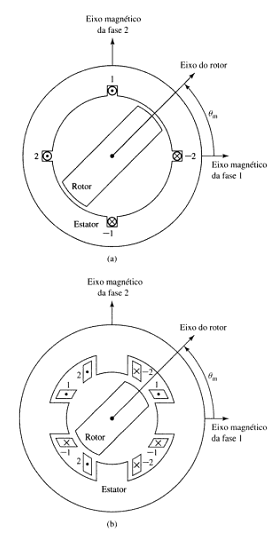 Eixo magnético
da fase 2
Eixo do rotor
1
θm
2
−2
Eixo magnético
da fase 1
Rotor
Estator
−1
(a)
Eixo magnético
da fase 2
Eixo do rotor
2
−2
θm
1
1
Eixo magnético
da fase 1
Rotor
−1
−1
2
−2
Estator
(b)